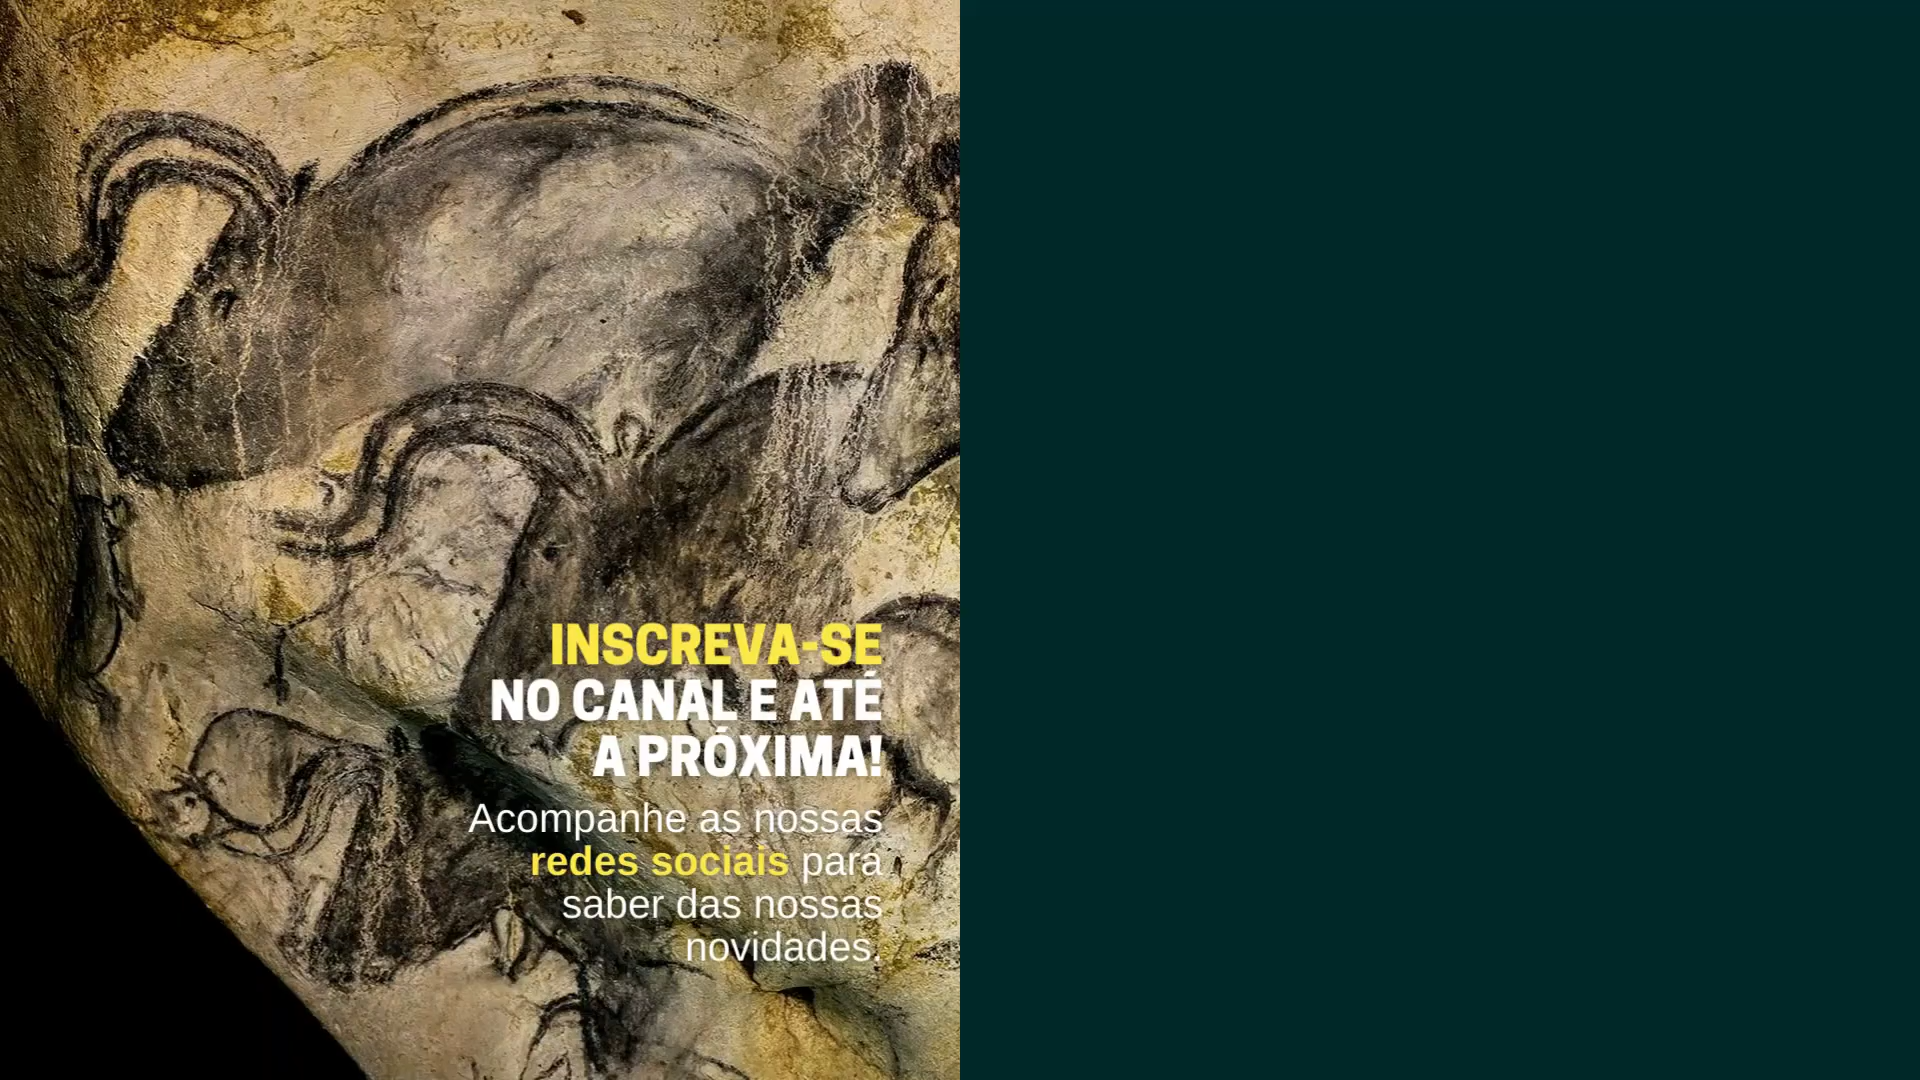 INSCREVA-SE
NO CANAL E ATÉ
A PRÓXIMA!
Acompanhe as nossas
redes sociais para
saber das nossas
novidades.